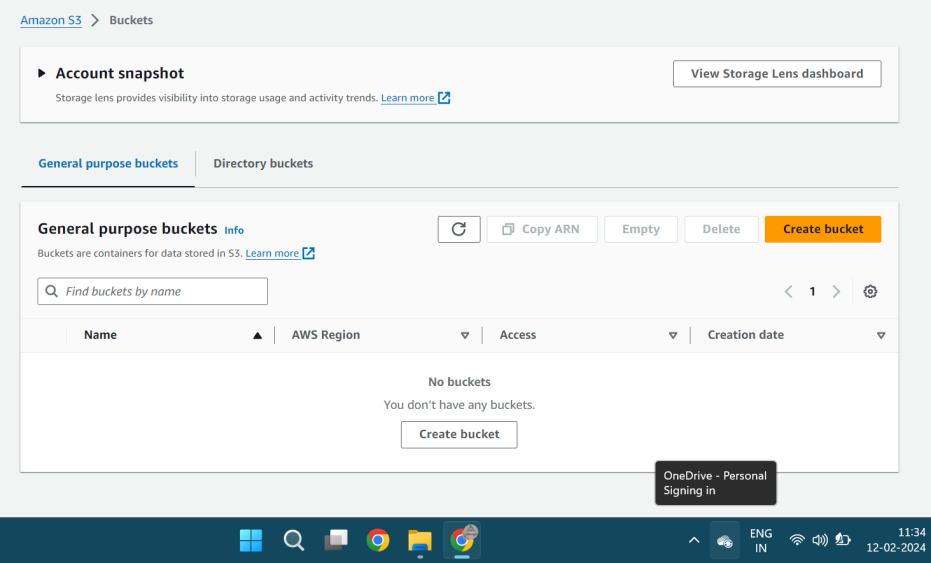 Amazon S3 > Buckets
Account snapshot
View Storage Lens dashboard
Storage lens provides visibility into storage usage and activity trends. Learn more
General purpose buckets
Directory buckets
General purpose buckets Info
Copy ARN
Empty
Delete
Create bucket
Buckets are containers for data stored in S3. Learn more
Find buckets by name
1
Name
AWS Region
Access
Creation date
No buckets
You don't have any buckets.
Create bucket
OneDrive - Personal
Signing in
ENG
IN
11:34
12-02-2024